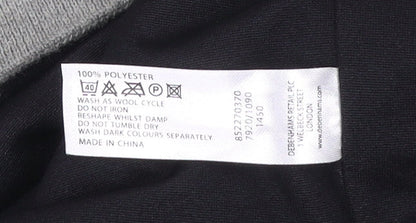 100% POLYESTER
40
WASH AS WOOL CYCLE
DO NOT IRON
RESHAPE WHILST DAMP
DO NOT TUMBLE DRY
WASH DARK COLOURS SEPARATELY
MADE IN CHINA
852270370
7920/1090
1450
DEBENHAMS RETAIL PLC
1 WELBECK STREET
LONDON
www.debenhams.com